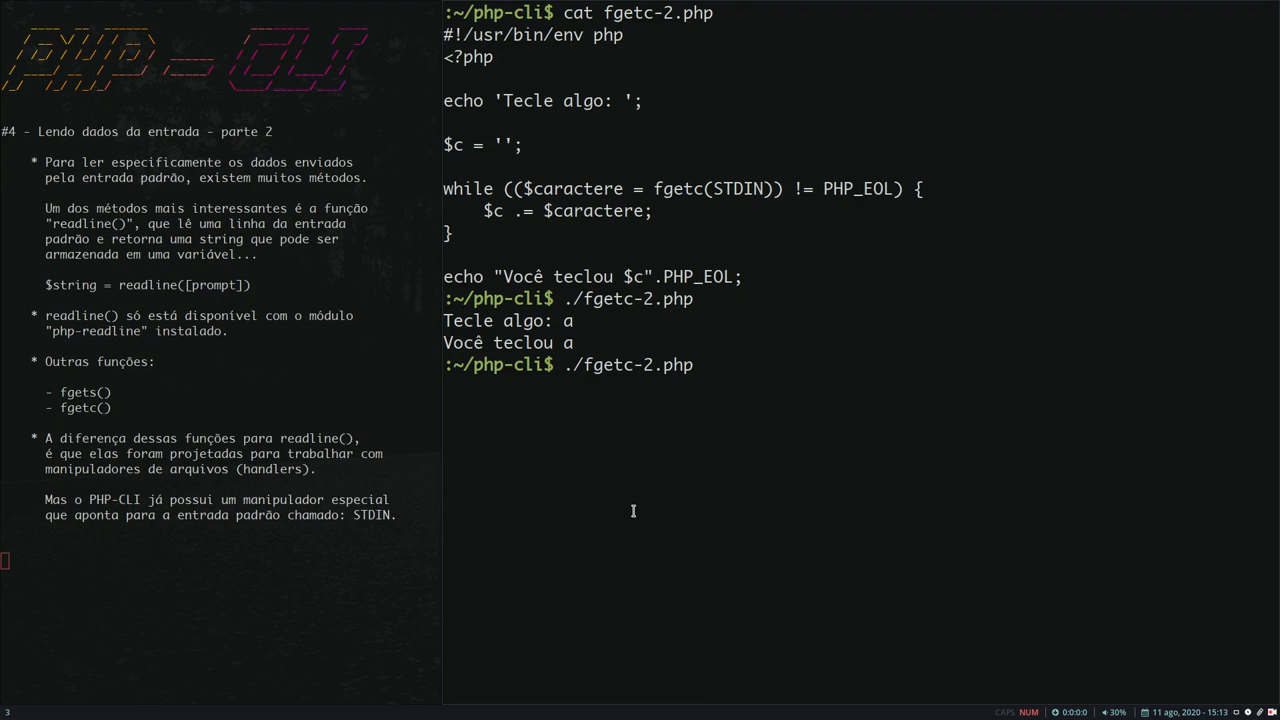 PHP - CLI
#4 - Lendo dados da entrada - parte 2
* Para ler especificamente os dados enviados
pela entrada padrão, existem muitos métodos.
Um dos métodos mais interessantes é a função
"readline()", que lê uma linha da entrada
padrão e retorna uma string que pode ser
armazenada em uma variável...
$string = readline([prompt])
* readline() só está disponível com o módulo
"php-readline" instalado.
* Outras funções:
- fgets()
- fgetc()
* A diferença dessas funções para readline(),
é que elas foram projetadas para trabalhar com
manipuladores de arquivos (handlers).
Mas o PHP-CLI já possui um manipulador especial
que aponta para a entrada padrão chamado: STDIN.
:~/php-cli$ cat fgetc-2.php
#!/usr/bin/env php
<?php
echo 'Tecle algo: ';
$c = '';
while (($caractere = fgetc(STDIN)) != PHP_EOL) {
    $c .= $caractere;
}
echo "Você teclou $c".PHP_EOL;
:~/php-cli$ ./fgetc-2.php
Tecle algo: a
Você teclou a
:~/php-cli$ ./fgetc-2.php
3 CAPS NUM 0:0:0:0 30% 11 ago, 2020 - 15:13